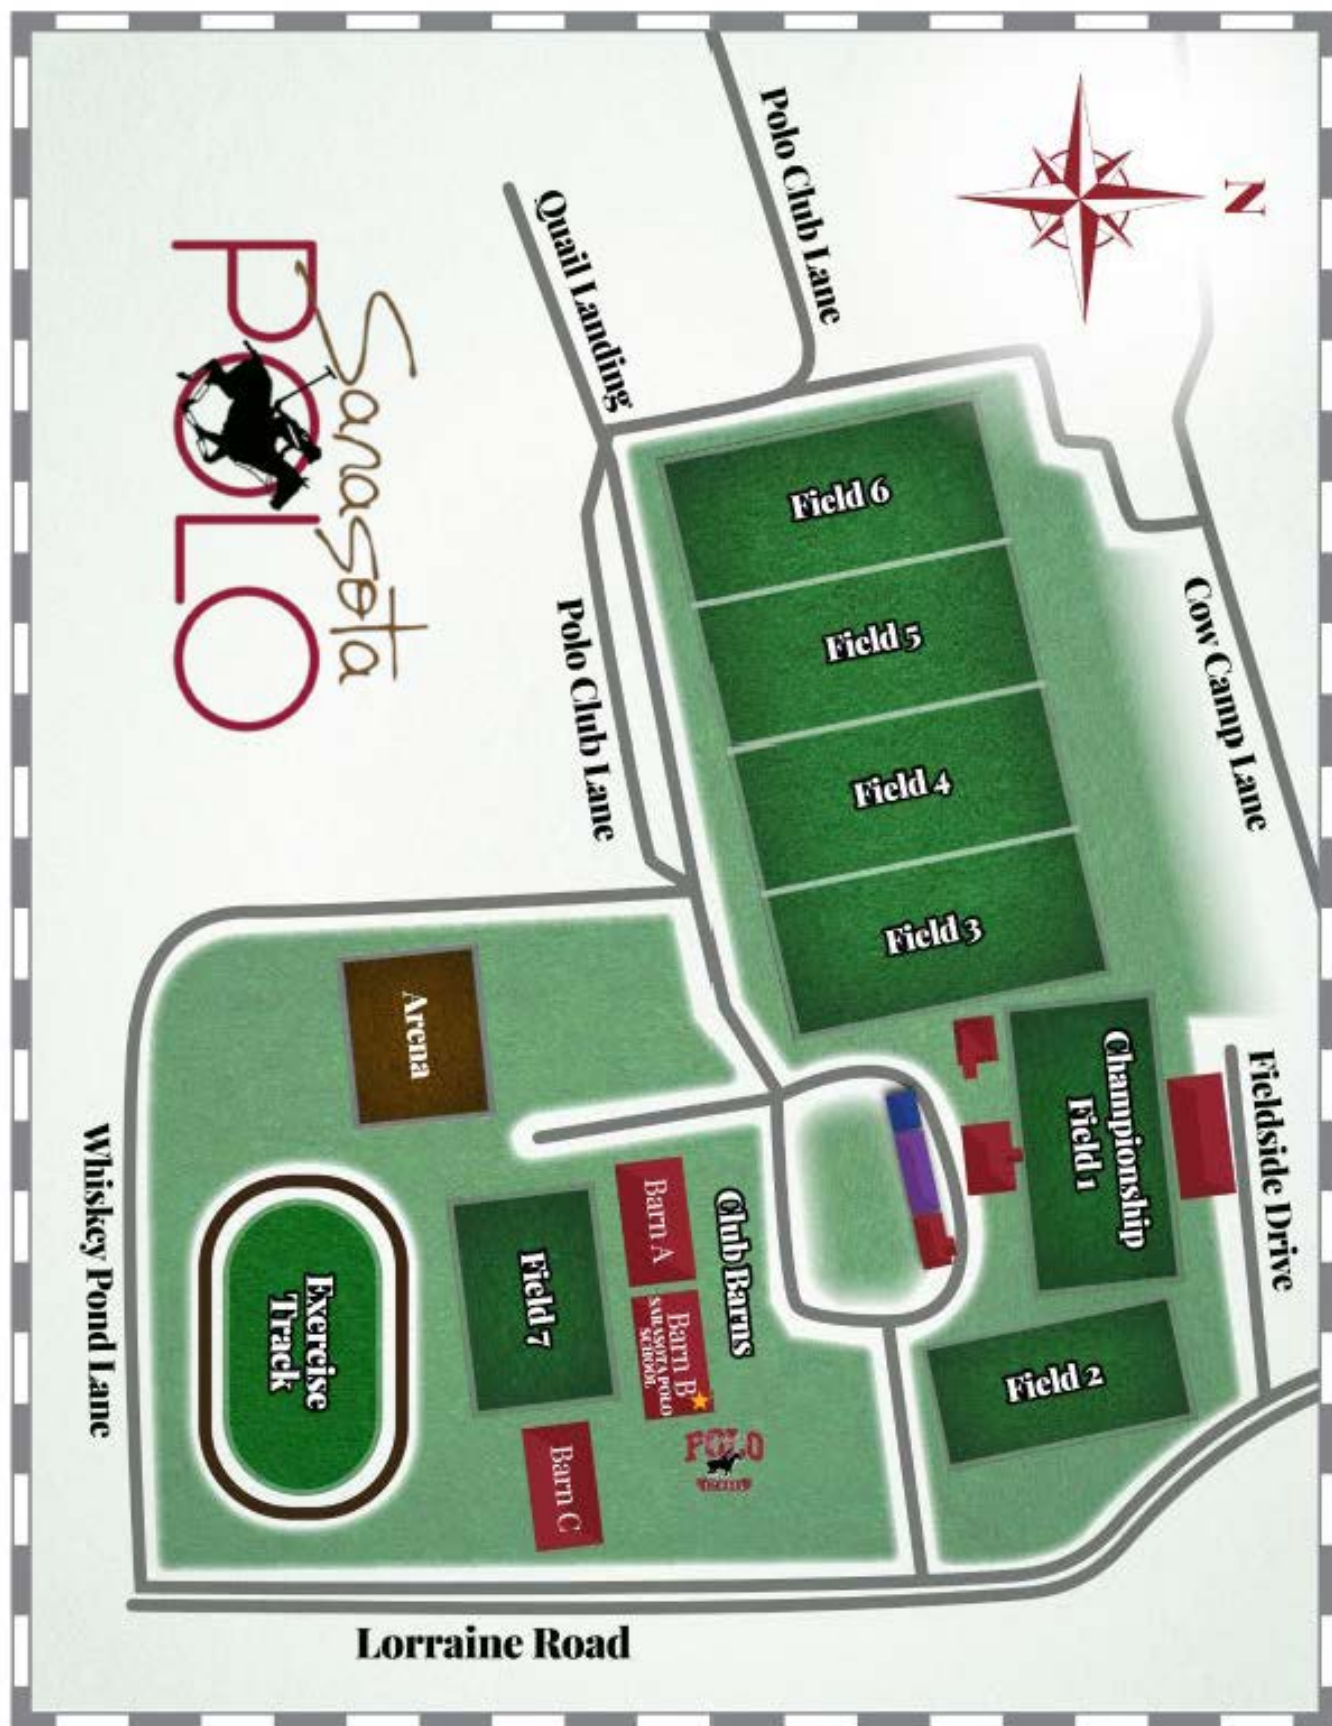 N
Polo Club Lane
Quail Landing
Sarasota
POLO
Field 6
Field 5
Field 4
Field 3
Cow Camp Lane
Polo Club Lane
Championship
Field 1
Fieldside Drive
Field 2
Arena
Club Barns
Barn A
Barn B
SARASOTA POLO
SCHOOL
POLO
Field 7
Barn C
Exercise
Track
Whiskey Pond Lane
Lorraine Road